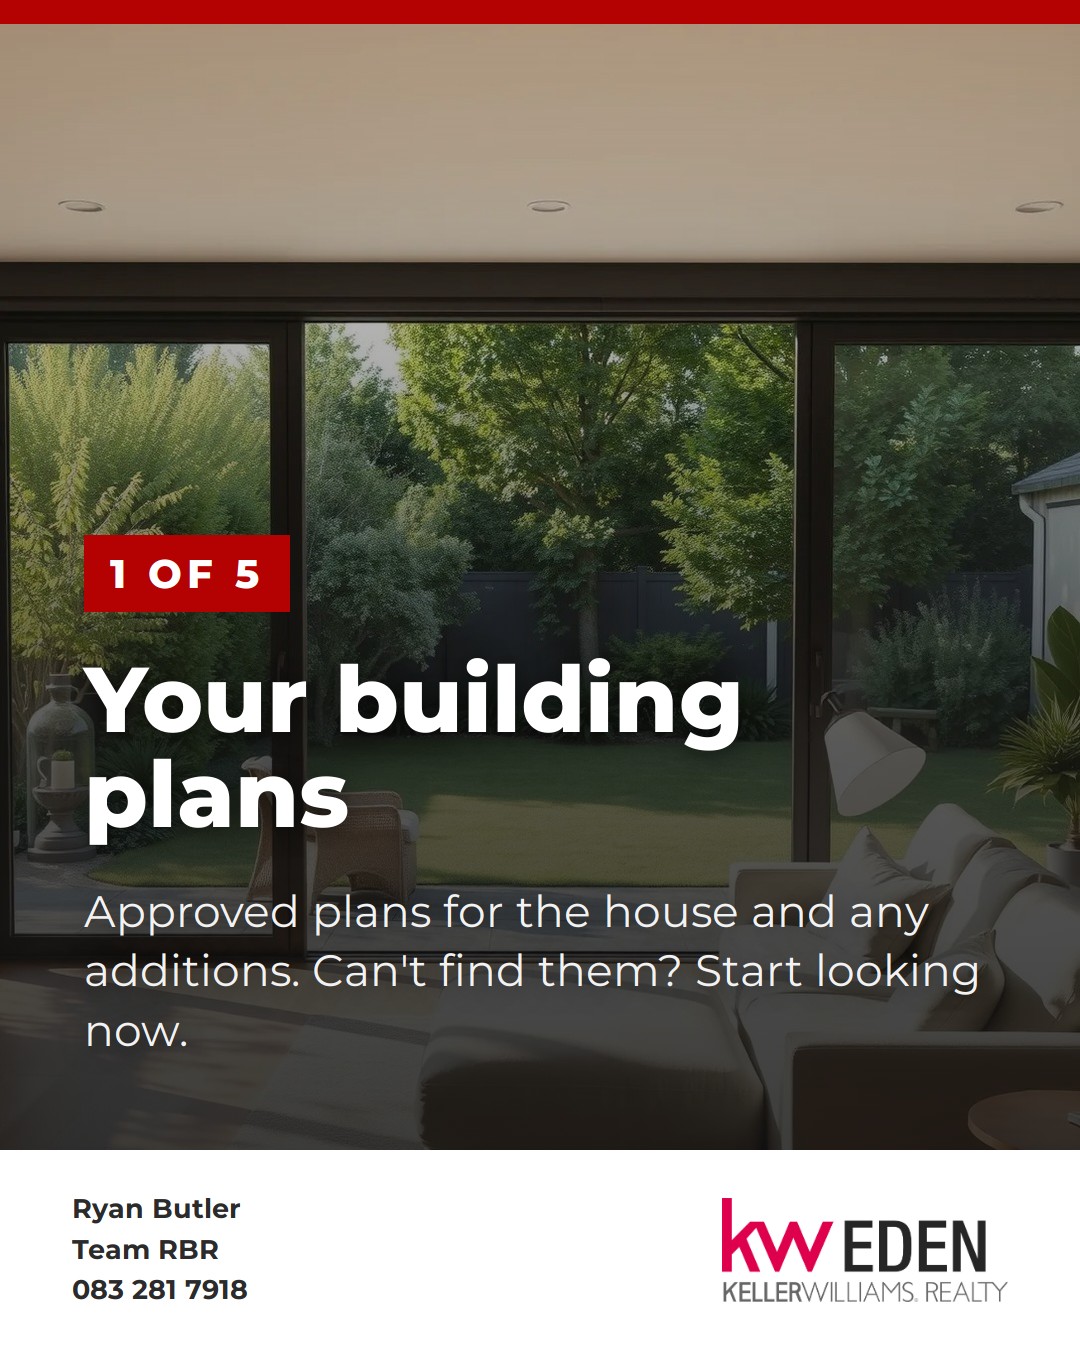 1 OF 5
Your building
plans
Approved plans for the house and any
additions. Can't find them? Start looking
now.
Ryan Butler
Team RBR
083 281 7918
kw EDEN
KELLERWILLIAMS. REALTY